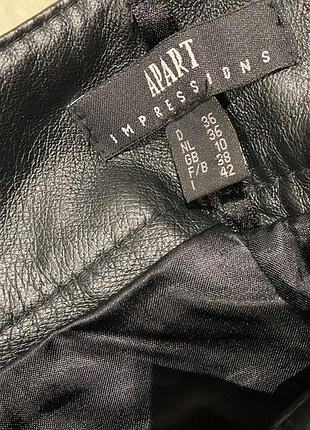 APART
IMPRESSIONS
D 36
NL 36
GB 10
F/B 38
I 42